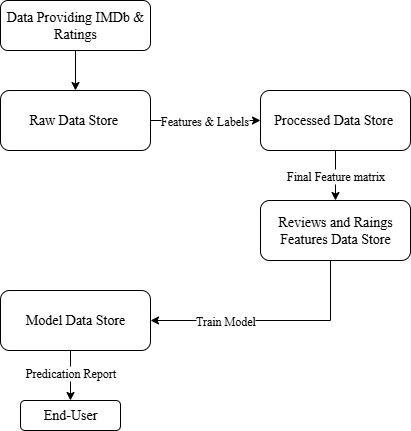 Data Providing IMDb &
Ratings
Raw Data Store
Features & Labels
Processed Data Store
Final Feature matrix
Reviews and Raings
Features Data Store
Train Model
Model Data Store
Predication Report
End-User